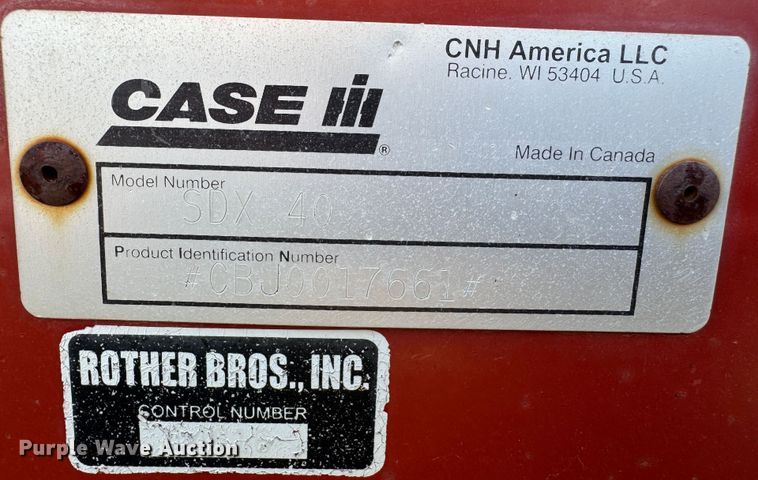 CNH America LLC
Racine. WI 53404 U.S.A.
CASE IH
®
Made In Canada
Model Number
SDX 40
Product Identification Number
#CBJ0017661#
ROTHER BROS., INC.
CONTROL NUMBER
Purple Wave Auction